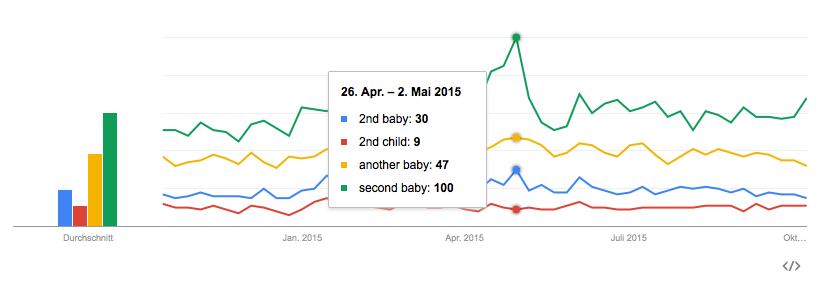 26. Apr. – 2. Mai 2015
2nd baby: 30
2nd child: 9
another baby: 47
second baby: 100
Durchschnitt
Jan. 2015
Apr. 2015
Juli 2015
Okt...
</>